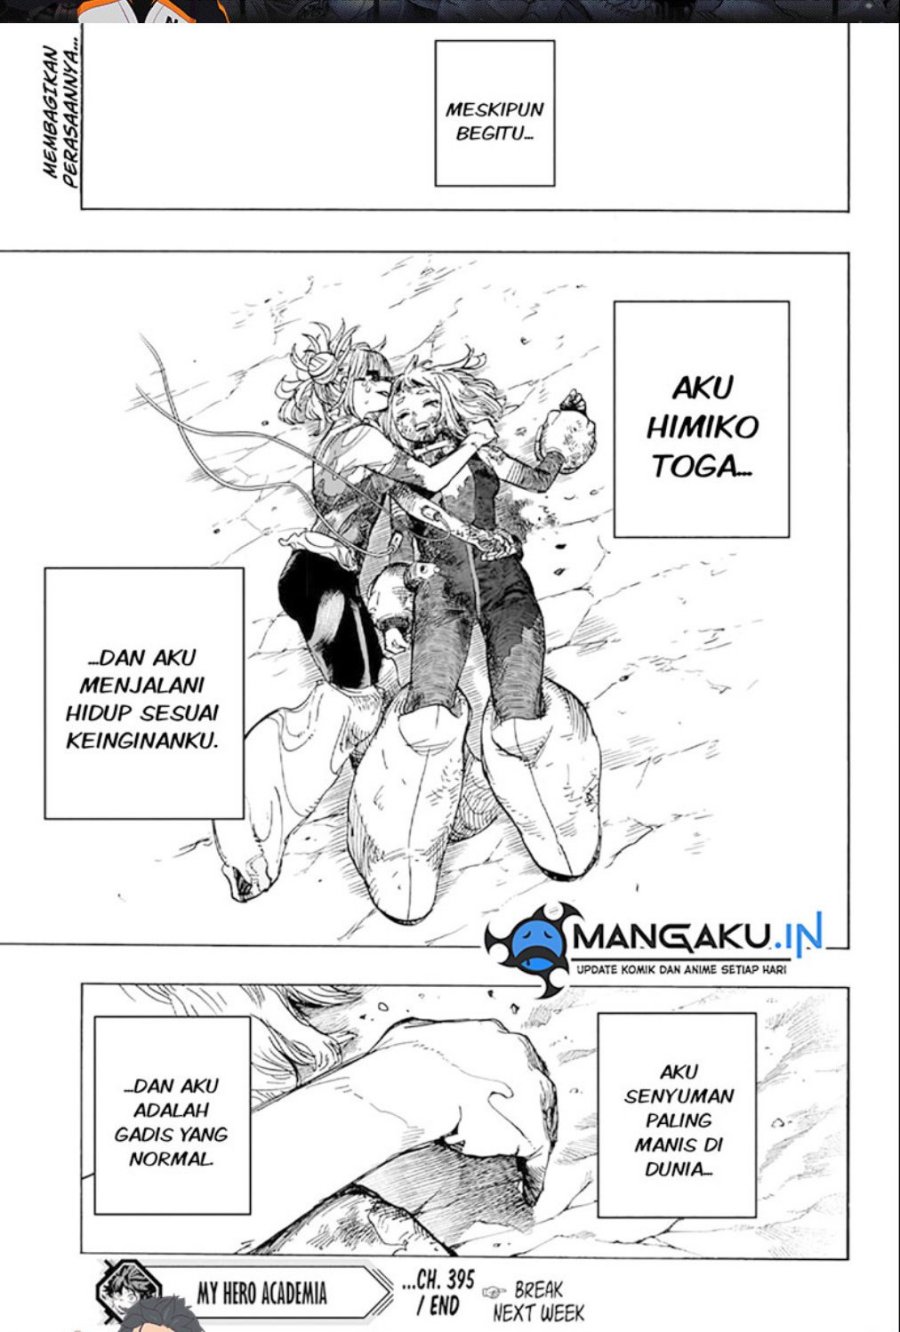 MEMBAGIKAN
PERASAANNYA...
MESKIPUN
BEGITU...
AKU
HIMIKO
TOGA...
...DAN AKU
MENJALANI
HIDUP SESUAI
KEINGINANKU.
MANGAKU.IN
UPDATE KOMIK DAN ANIME SETIAP HARI
AKU
SENYUMAN
PALING
MANIS DI
DUNIA...
...DAN AKU
ADALAH
GADIS YANG
NORMAL.
MY HERO ACADEMIA
...CH. 395
/ END
BREAK
NEXT WEEK